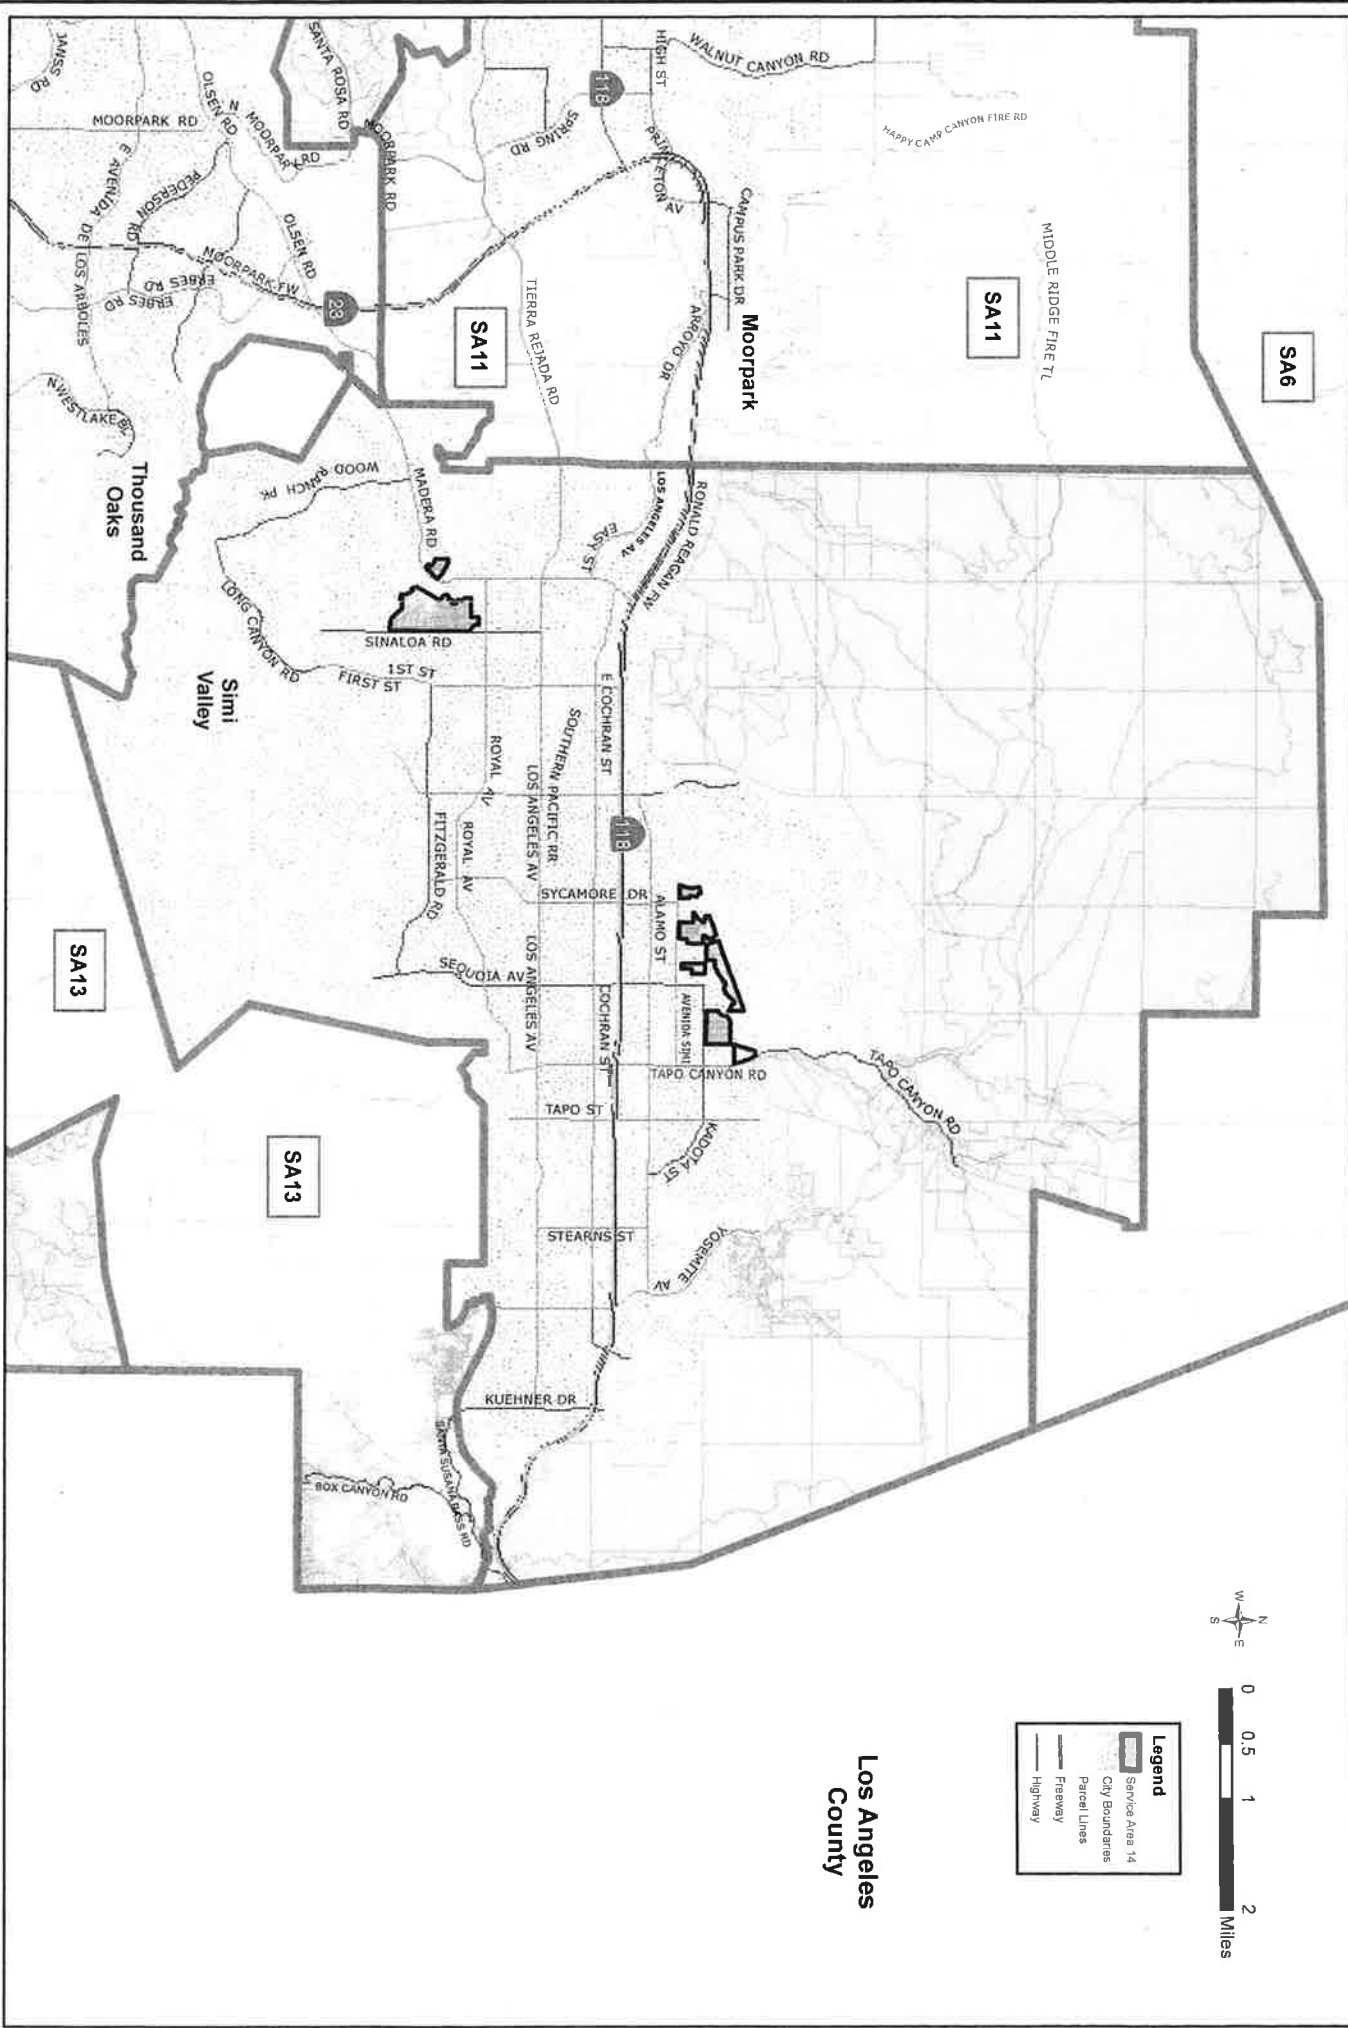 SA6
HAPPY CAMP CANYON FIRE RD
MIDDLE RIDGE FIRE TL
SA11
WALNUT CANYON RD
HIGH ST
118
PRINCETON AV
CAMPUS PARK DR
Moorpark
ARROYO DR
SPRING RD
TIERRA REJADA RD
SA11
SANTA ROSA RD
MOORPARK RD
MOORPARK RD
N MOORPARK RD
OLSEN RD
MOORPARK RD
JANSS RD
E AVENIDA DE LOS ARBOLES
PEDERSON RD
OLSEN RD
MOORPARK FW
23
ERBES RD
ERBES RD
N WESTLAKE BL
Thousand
Oaks
WOOD RANCH PK
MADERA RD
LONG CANYON RD
SINALOA RD
1ST ST
FIRST ST
Simi
Valley
RONALD REAGAN FW
LOS ANGELES AV
EASY ST
E COCHRAN ST
SOUTHERN PACIFIC RR
LOS ANGELES AV
ROYAL AV
ROYAL AV
FITZGERALD RD
118
SYCAMORE DR
ALAMO ST
SEQUOIA AV
LOS ANGELES AV
COCHRAN ST
AVENIDA SIMI
TAPO CANYON RD
TAPO CANYON RD
TAPO ST
KADOTA ST
STEARNS ST
YOSEMITE AV
KUEHNER DR
SANTA SUSANA PASS RD
BOX CANYON RD
SA13
SA13
Los Angeles
County
N
W
E
S
0 0.5 1 2
Miles
Legend
Service Area 14
City Boundaries
Parcel Lines
Freeway
Highway